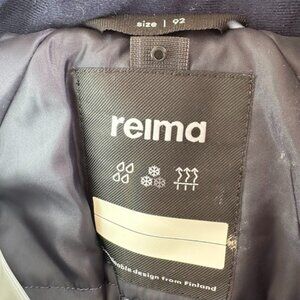 size | 92
reima
design from Finland